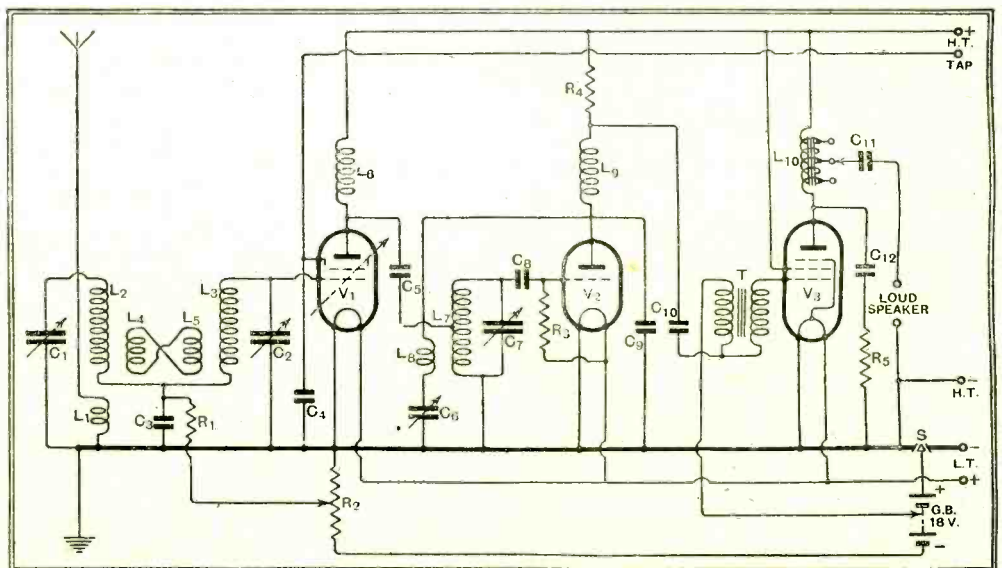 +
H.T.
TAP
R4
C11
L6
L9
L10
L2
L3
L4
L5
V1
C5
C8
V2
T
V3
C12
LOUD
SPEAKER
C1
C2
L7
L8
C7
R3
C10
C9
R5
L1
C3
R1
C4
C6
-
H.T.
S
-
L.T.
+
R2
+
G.B.
18 V.
-